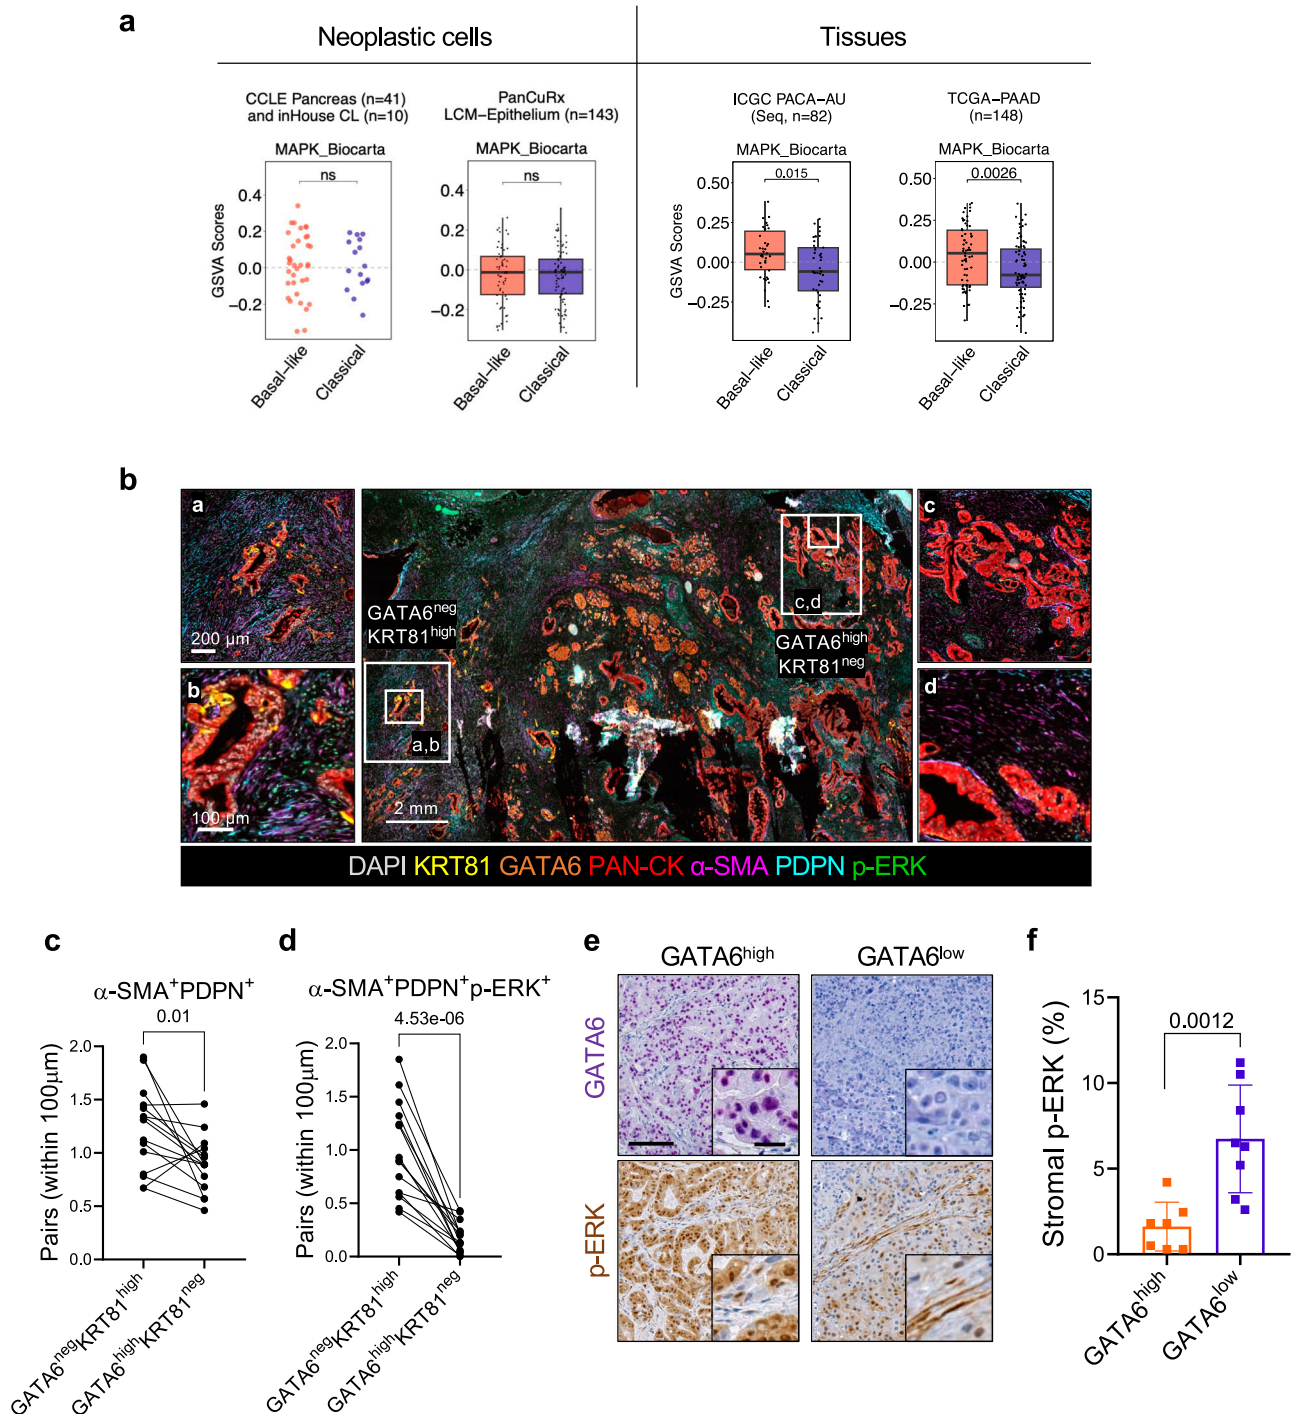 a
Neoplastic cells
Tissues
CCLE Pancreas (n=41)
and inHouse CL (n=10)
PanCuRx
LCM−Epithelium (n=143)
ICGC PACA−AU
(Seq, n=82)
TCGA−PAAD
(n=148)
MAPK_Biocarta
MAPK_Biocarta
MAPK_Biocarta
MAPK_Biocarta
GSVA Scores
0.4
0.2
0.0
−0.2
ns
Basal−like
Classical
0.4
0.2
0.0
−0.2
ns
Basal−like
Classical
GSVA Scores
0.50
0.25
0.00
−0.25
0.015
Basal−like
Classical
0.50
0.25
0.00
−0.25
0.0026
Basal−like
Classical
b
a
200 µm
b
100 µm
GATA6neg
KRT81high
a,b
2 mm
c,d
GATA6high
KRT81neg
c
d
DAPI KRT81 GATA6 PAN-CK α-SMA PDPN p-ERK
c
α-SMA+PDPN+
0.01
Pairs (within 100µm)
2.0
1.5
1.0
0.5
0.0
GATA6negKRT81high
GATA6highKRT81neg
d
α-SMA+PDPN+p-ERK+
4.53e-06
Pairs (within 100µm)
2.0
1.5
1.0
0.5
0.0
GATA6negKRT81high
GATA6highKRT81neg
e
GATA6high
GATA6low
GATA6
p-ERK
f
Stromal p-ERK (%)
15
10
5
0
0.0012
GATA6high
GATA6low